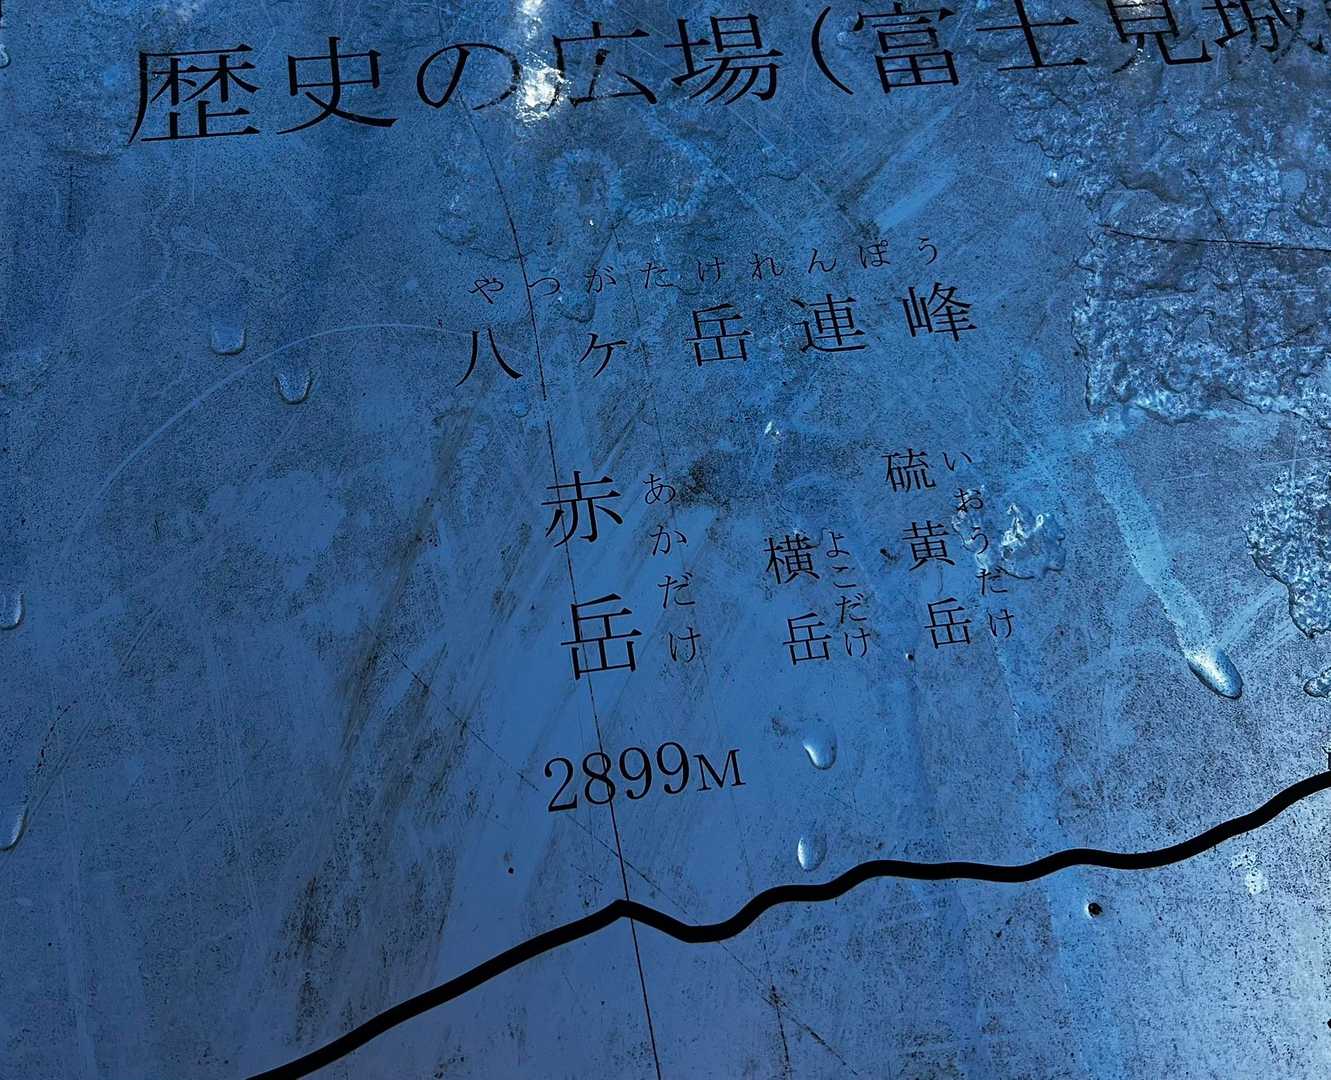 歴史の広場(富士見城
やつがたけれんぽう
八ヶ岳連峰
赤岳
あかだけ
横岳
よこだけ
硫黄岳
いおうだけ
2899M